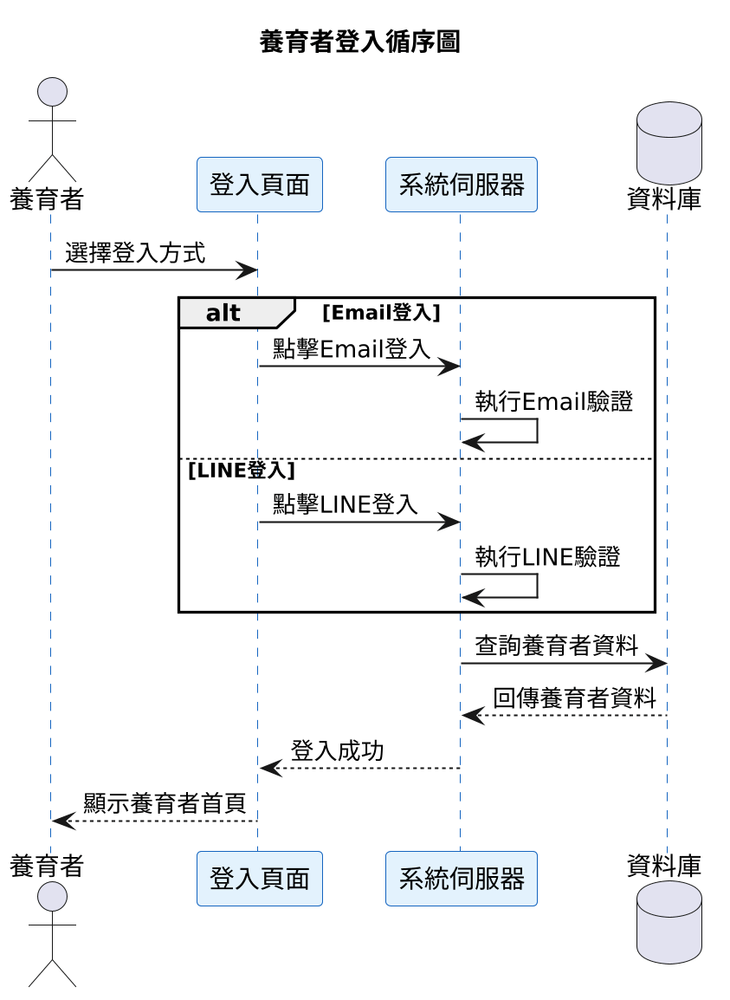 養育者登入循序圖
養育者
登入頁面
系統伺服器
資料庫
選擇登入方式
alt
[Email登入]
點擊Email登入
執行Email驗證
[LINE登入]
點擊LINE登入
執行LINE驗證
查詢養育者資料
回傳養育者資料
登入成功
顯示養育者首頁
養育者
登入頁面
系統伺服器
資料庫